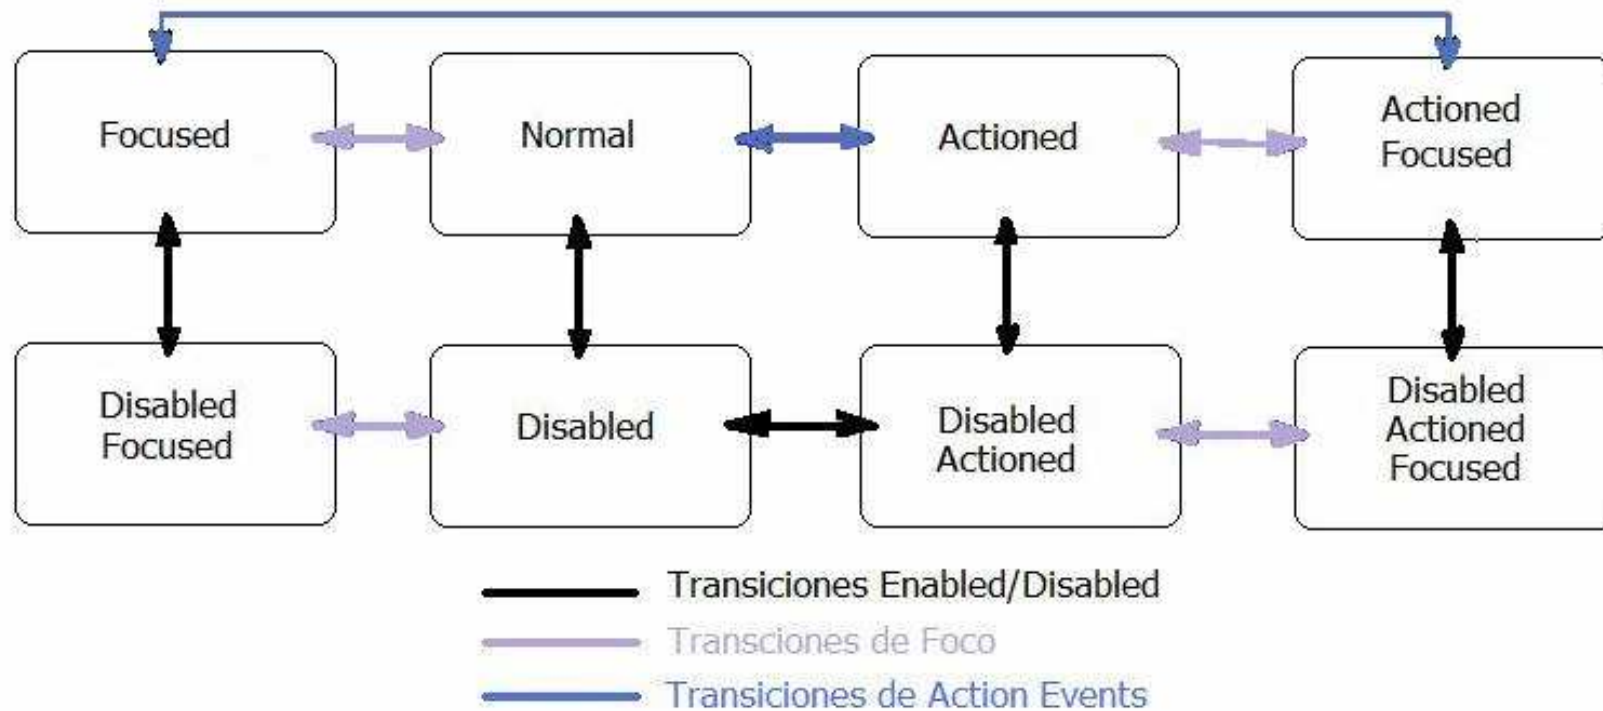 Focused
Normal
Actioned
Actioned
Focused
Disabled
Focused
Disabled
Disabled
Actioned
Disabled
Actioned
Focused
Transiciones Enabled/Disabled
Transciones de Foco
Transiciones de Action Events